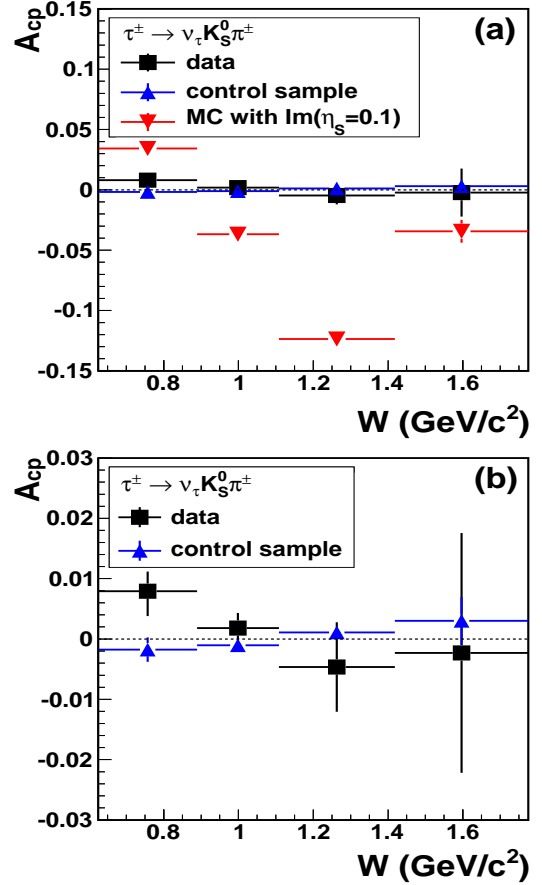 A_cp
0.15
0.1
0.05
0
-0.05
-0.1
-0.15
(a)
τ^± → ν_τ K_S^0 π^±
data
control sample
MC with Im(η_S=0.1)
0.8 1 1.2 1.4 1.6
W (GeV/c^2)
A_cp
0.03
0.02
0.01
0
-0.01
-0.02
-0.03
(b)
τ^± → ν_τ K_S^0 π^±
data
control sample
0.8 1 1.2 1.4 1.6
W (GeV/c^2)